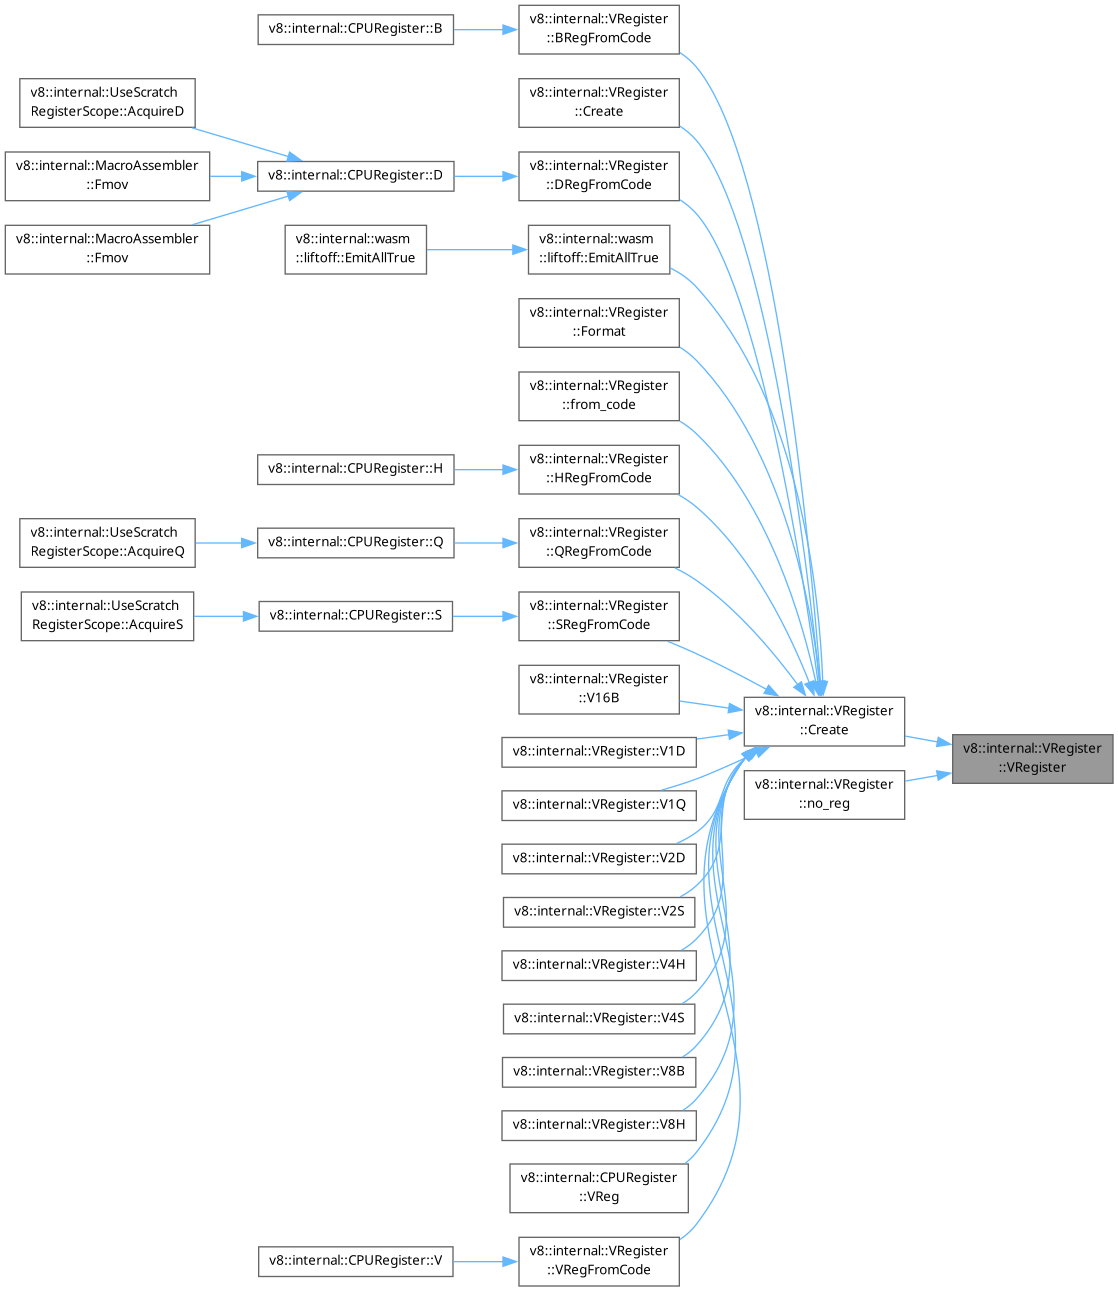 v8::internal::CPURegister::B
v8::internal::VRegister
::BRegFromCode
v8::internal::UseScratch
RegisterScope::AcquireD
v8::internal::VRegister
::Create
v8::internal::MacroAssembler
::Fmov
v8::internal::CPURegister::D
v8::internal::VRegister
::DRegFromCode
v8::internal::MacroAssembler
::Fmov
v8::internal::wasm
::liftoff::EmitAllTrue
v8::internal::wasm
::liftoff::EmitAllTrue
v8::internal::VRegister
::Format
v8::internal::VRegister
::from_code
v8::internal::CPURegister::H
v8::internal::VRegister
::HRegFromCode
v8::internal::UseScratch
RegisterScope::AcquireQ
v8::internal::CPURegister::Q
v8::internal::VRegister
::QRegFromCode
v8::internal::UseScratch
RegisterScope::AcquireS
v8::internal::CPURegister::S
v8::internal::VRegister
::SRegFromCode
v8::internal::VRegister
::V16B
v8::internal::VRegister
::Create
v8::internal::VRegister::V1D
v8::internal::VRegister
::VRegister
v8::internal::VRegister
::no_reg
v8::internal::VRegister::V1Q
v8::internal::VRegister::V2D
v8::internal::VRegister::V2S
v8::internal::VRegister::V4H
v8::internal::VRegister::V4S
v8::internal::VRegister::V8B
v8::internal::VRegister::V8H
v8::internal::CPURegister
::VReg
v8::internal::CPURegister::V
v8::internal::VRegister
::VRegFromCode